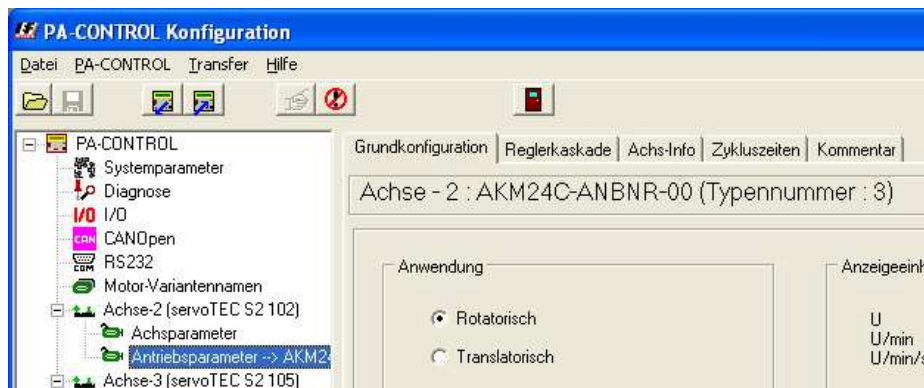 PA-CONTROL Konfiguration
Datei PA-CONTROL Transfer Hilfe
PA-CONTROL
Systemparameter
Diagnose
I/O I/O
CAN CANOpen
COM RS232
Motor-Variantennamen
Achse-2 (servoTEC S2 102)
Achsparameter
Antriebsparameter --> AKM24
Achse-3 (servoTEC S2 105)
Grundkonfiguration Reglerkaskade Achs-Info Zykluszeiten Kommentar
Achse - 2 : AKM24C-ANBNR-00 (Typennummer : 3)
Anwendung
Rotatorisch
Translatorisch
Anzeigeeinh
U
U/min
U/min/s